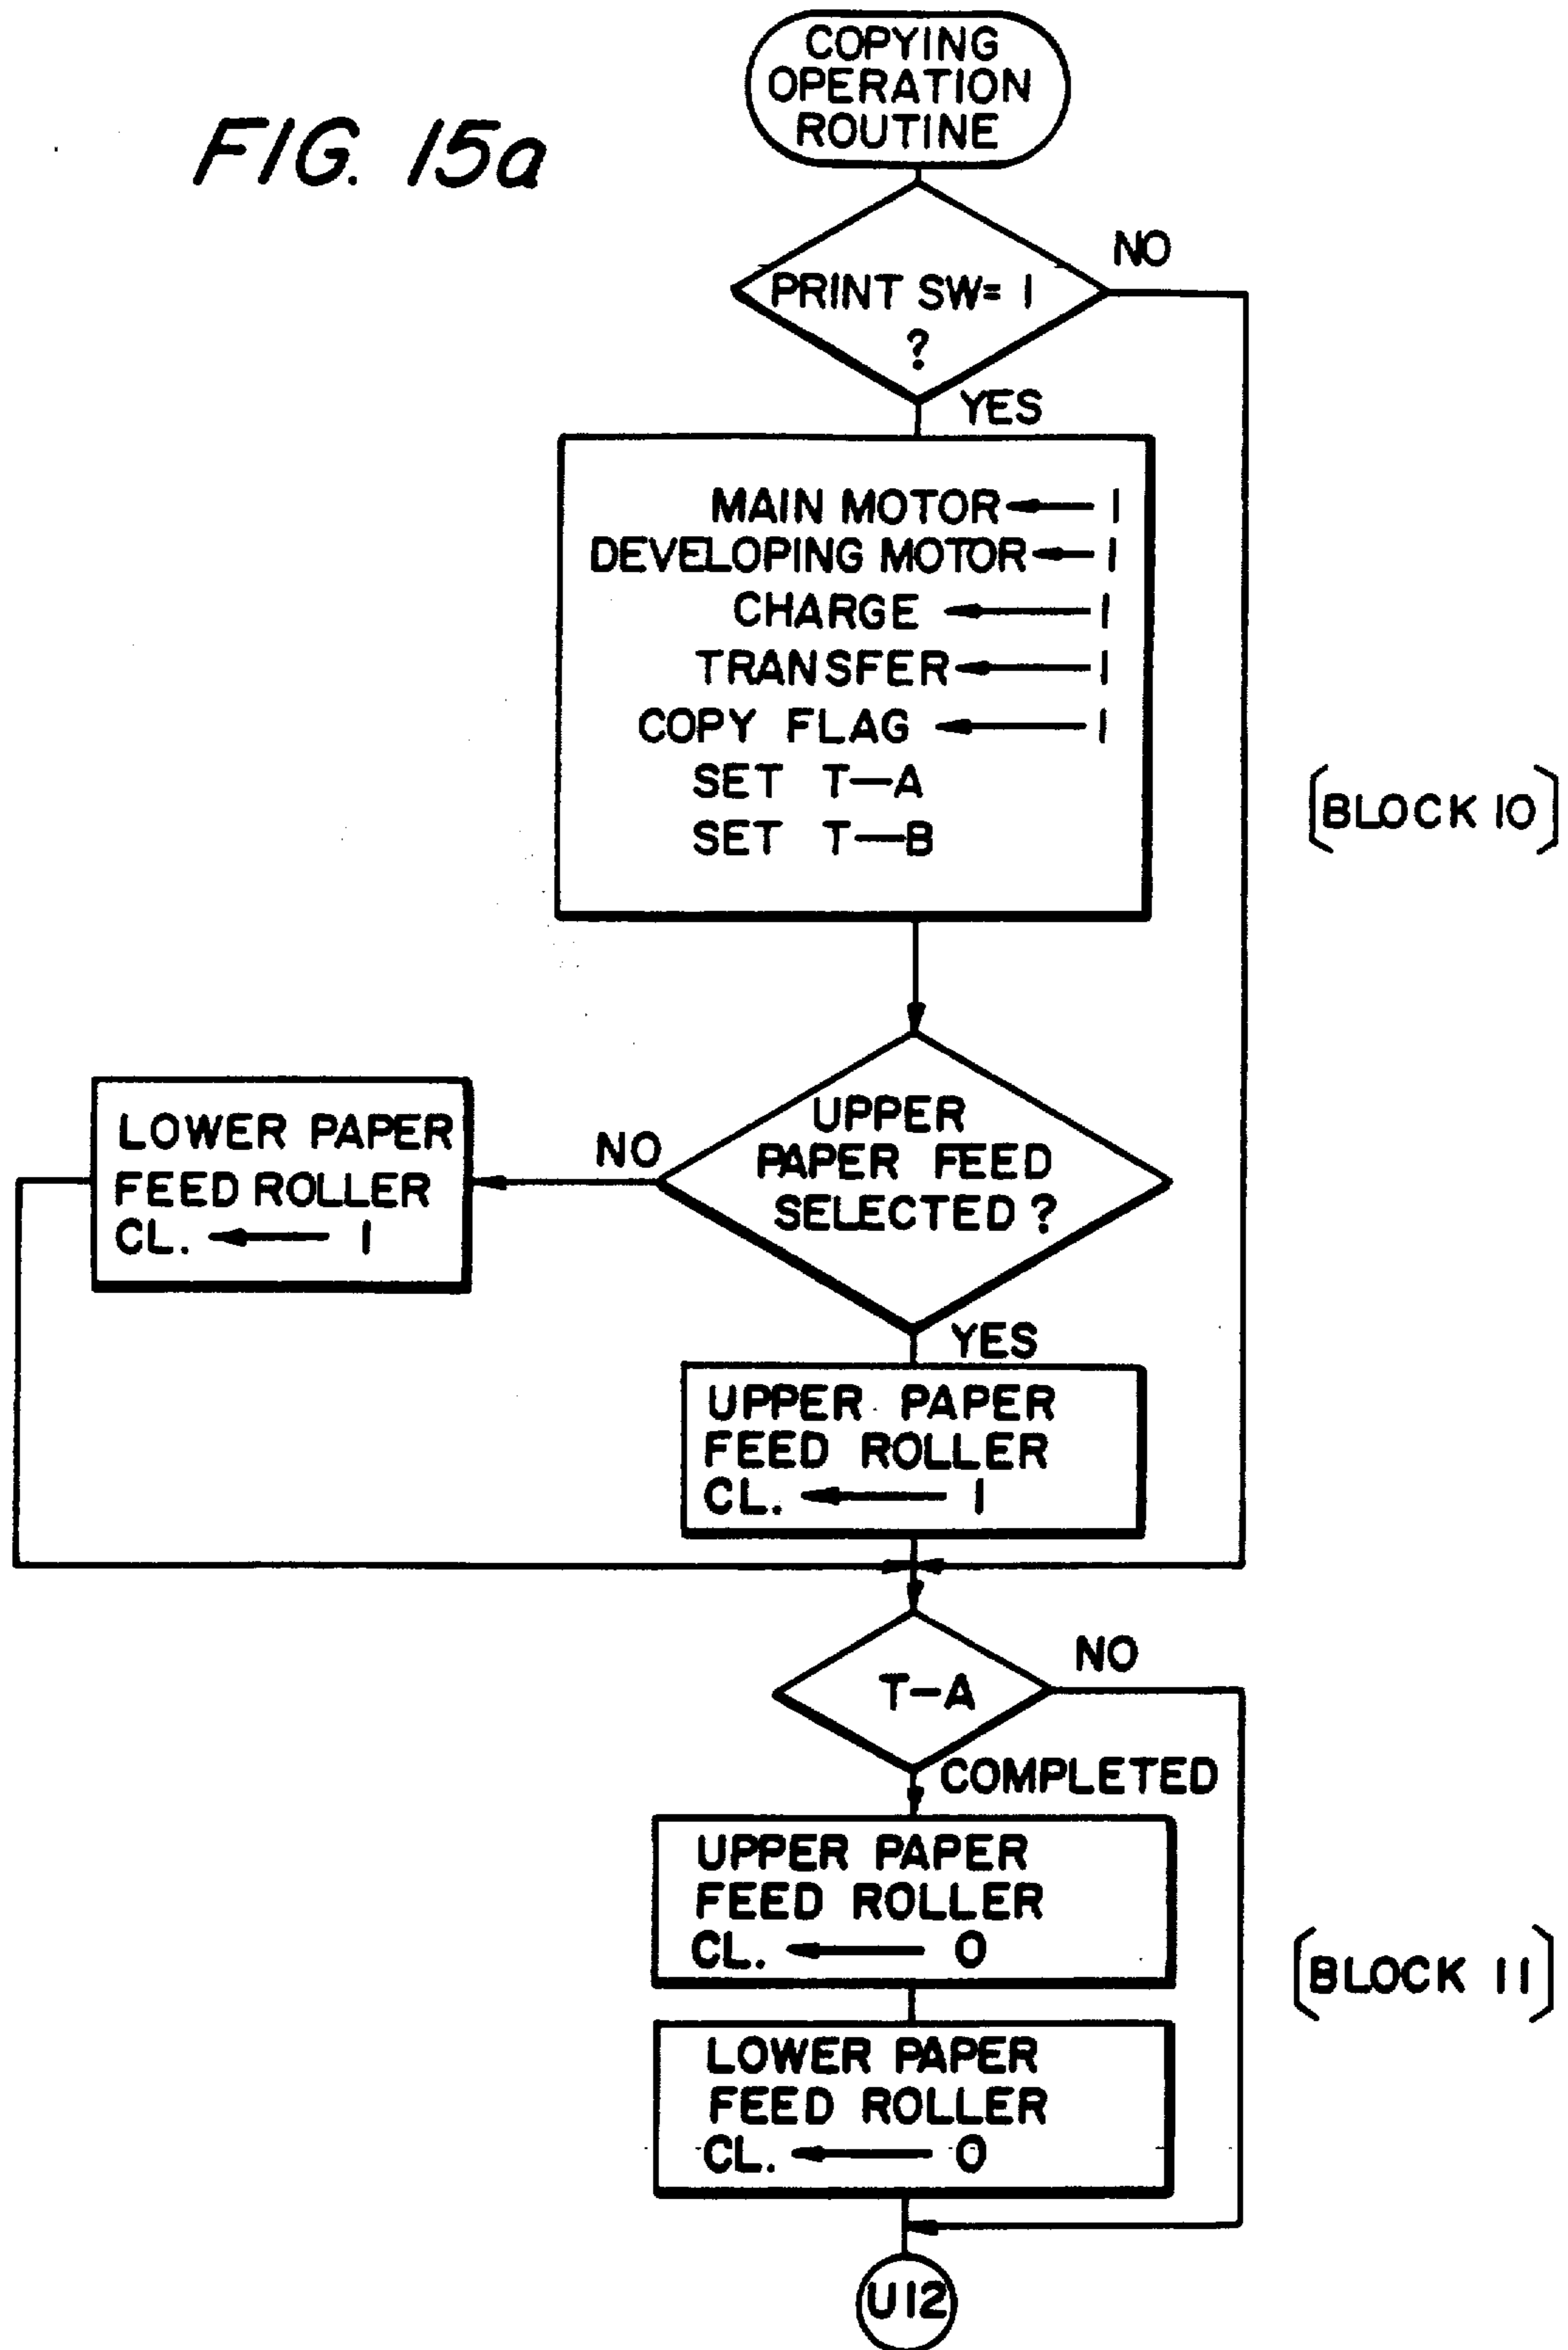 FIG. 15a
COPYING
OPERATION
ROUTINE
PRINT SW= 1
?
NO
YES
MAIN MOTOR ← 1
DEVELOPING MOTOR ← 1
CHARGE ← 1
TRANSFER ← 1
COPY FLAG ← 1
SET T—A
SET T—B
[BLOCK 10]
UPPER
PAPER FEED
SELECTED ?
NO
LOWER PAPER
FEED ROLLER
CL. ← 1
YES
UPPER PAPER
FEED ROLLER
CL. ← 1
T—A
NO
COMPLETED
UPPER PAPER
FEED ROLLER
CL. ← 0
[BLOCK 11]
LOWER PAPER
FEED ROLLER
CL. ← 0
U12